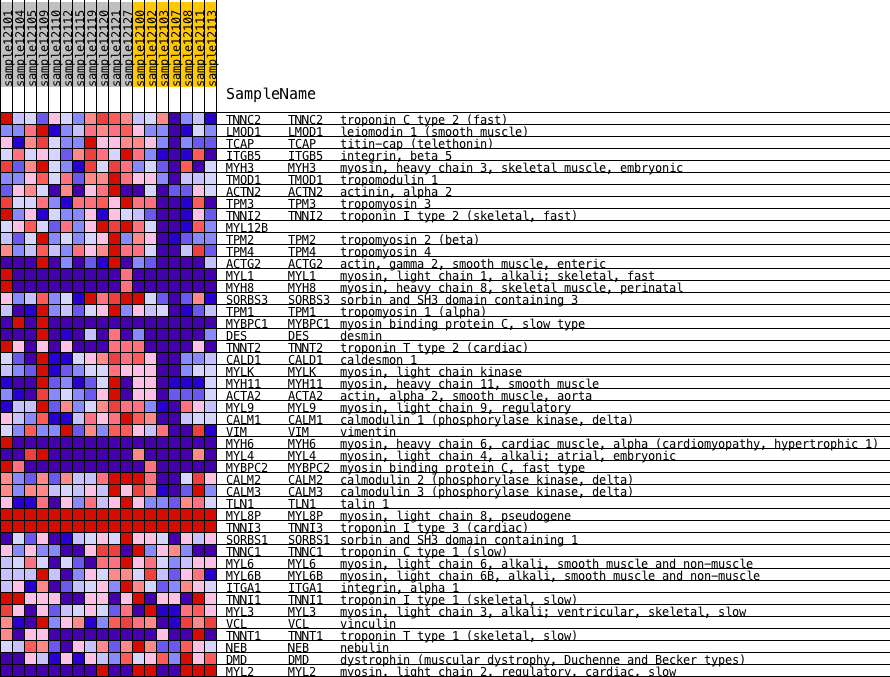 sample12101
sample12104
sample12105
sample12109
sample12110
sample12112
sample12115
sample12119
sample12120
sample12121
sample12127
sample12100
sample12102
sample12103
sample12107
sample12108
sample12111
sample12113
SampleName
TNNC2 TNNC2 troponin C type 2 (fast)
LMOD1 LMOD1 leiomodin 1 (smooth muscle)
TCAP TCAP titin-cap (telethonin)
ITGB5 ITGB5 integrin, beta 5
MYH3 MYH3 myosin, heavy chain 3, skeletal muscle, embryonic
TMOD1 TMOD1 tropomodulin 1
ACTN2 ACTN2 actinin, alpha 2
TPM3 TPM3 tropomyosin 3
TNNI2 TNNI2 troponin I type 2 (skeletal, fast)
MYL12B
TPM2 TPM2 tropomyosin 2 (beta)
TPM4 TPM4 tropomyosin 4
ACTG2 ACTG2 actin, gamma 2, smooth muscle, enteric
MYL1 MYL1 myosin, light chain 1, alkali; skeletal, fast
MYH8 MYH8 myosin, heavy chain 8, skeletal muscle, perinatal
SORBS3 SORBS3 sorbin and SH3 domain containing 3
TPM1 TPM1 tropomyosin 1 (alpha)
MYBPC1 MYBPC1 myosin binding protein C, slow type
DES DES desmin
TNNT2 TNNT2 troponin T type 2 (cardiac)
CALD1 CALD1 caldesmon 1
MYLK MYLK myosin, light chain kinase
MYH11 MYH11 myosin, heavy chain 11, smooth muscle
ACTA2 ACTA2 actin, alpha 2, smooth muscle, aorta
MYL9 MYL9 myosin, light chain 9, regulatory
CALM1 CALM1 calmodulin 1 (phosphorylase kinase, delta)
VIM VIM vimentin
MYH6 MYH6 myosin, heavy chain 6, cardiac muscle, alpha (cardiomyopathy, hypertrophic 1)
MYL4 MYL4 myosin, light chain 4, alkali; atrial, embryonic
MYBPC2 MYBPC2 myosin binding protein C, fast type
CALM2 CALM2 calmodulin 2 (phosphorylase kinase, delta)
CALM3 CALM3 calmodulin 3 (phosphorylase kinase, delta)
TLN1 TLN1 talin 1
MYL8P MYL8P myosin, light chain 8, pseudogene
TNNI3 TNNI3 troponin I type 3 (cardiac)
SORBS1 SORBS1 sorbin and SH3 domain containing 1
TNNC1 TNNC1 troponin C type 1 (slow)
MYL6 MYL6 myosin, light chain 6, alkali, smooth muscle and non-muscle
MYL6B MYL6B myosin, light chain 6B, alkali, smooth muscle and non-muscle
ITGA1 ITGA1 integrin, alpha 1
TNNI1 TNNI1 troponin I type 1 (skeletal, slow)
MYL3 MYL3 myosin, light chain 3, alkali; ventricular, skeletal, slow
VCL VCL vinculin
TNNT1 TNNT1 troponin T type 1 (skeletal, slow)
NEB NEB nebulin
DMD DMD dystrophin (muscular dystrophy, Duchenne and Becker types)
MYL2 MYL2 myosin, light chain 2, regulatory, cardiac, slow